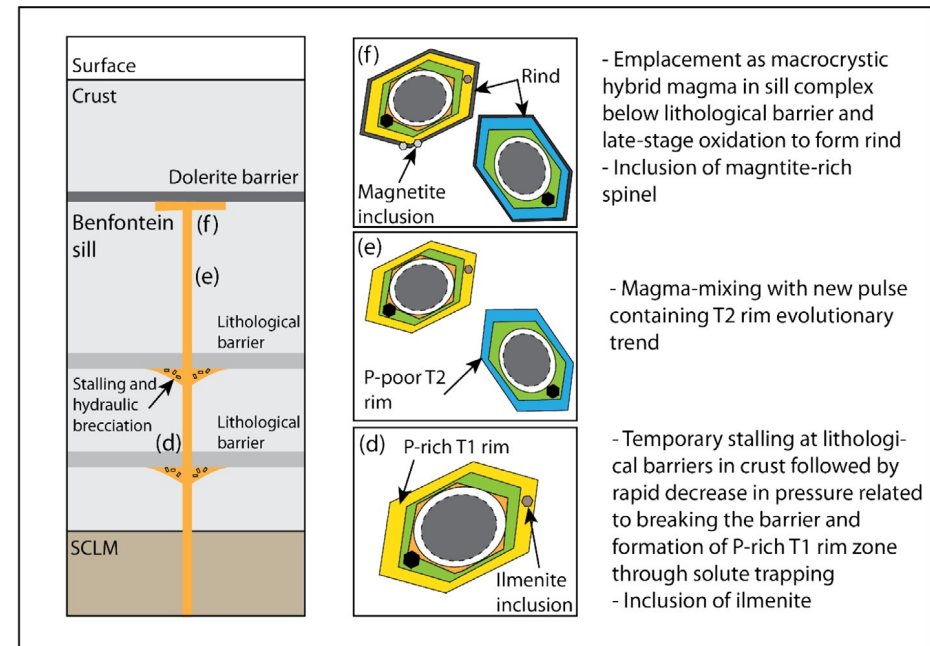 Surface
Crust
Dolerite barrier
Benfontein
sill
(f)
(e)
Lithological
barrier
Stalling and
hydraulic
brecciation
(d)
Lithological
barrier
SCLM
(f)
Rind
Magnetite
inclusion
- Emplacement as macrocrystic
hybrid magma in sill complex
below lithological barrier and
late-stage oxidation to form rind
- Inclusion of magntite-rich
spinel
(e)
P-poor T2
rim
- Magma-mixing with new pulse
containing T2 rim evolutionary
trend
(d)
P-rich T1 rim
Ilmenite
inclusion
- Temporary stalling at lithologi-
cal barriers in crust followed by
rapid decrease in pressure related
to breaking the barrier and
formation of P-rich T1 rim zone
through solute trapping
- Inclusion of ilmenite